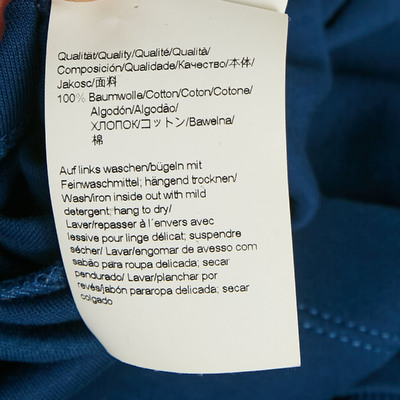 Qualität/Quality/Qualité/Qualità/
Composición/Qualidade/Качество/本体/
Jakosc/面料
100% Baumwolle/Cotton/Coton/Cotone/
Algodón/Algodão/
ХЛОПОК/コットン/Bawelna/
棉
Auf links waschen/bügeln mit
Feinwaschmittel; hängend trocknen/
Wash/iron inside out with mild
detergent; hang to dry/
Laver/repasser à l´envers avec
lessive pour linge délicat; suspendre
sécher/ Lavar/engomar de avesso com
sabão para roupa delicada; secar
pendurado/ Lavar/planchar por
revés/jabón pararopa delicada; secar
colgado